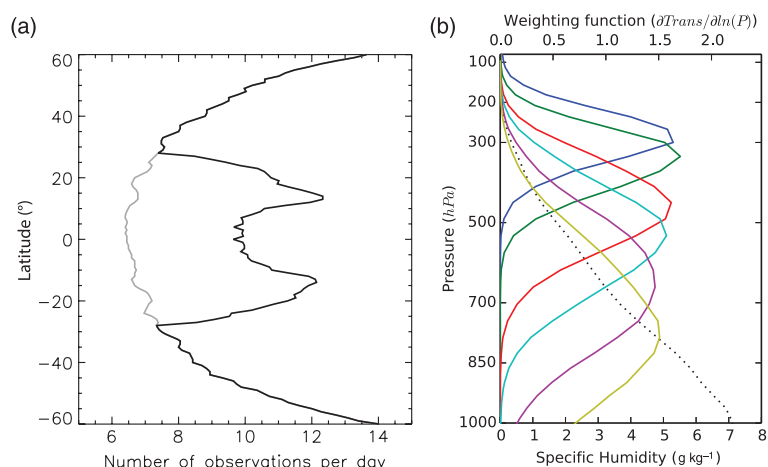 (a)
60
40
20
0
−20
−40
−60
Latitude (°)
6 8 10 12 14
Number of observations per day
(b)
Weighting function (∂Trans/∂ln(P))
0.0 0.5 1.0 1.5 2.0
100
200
300
500
700
850
1000
Pressure (hPa)
0 1 2 3 4 5 6 7 8
Specific Humidity (g kg⁻¹)